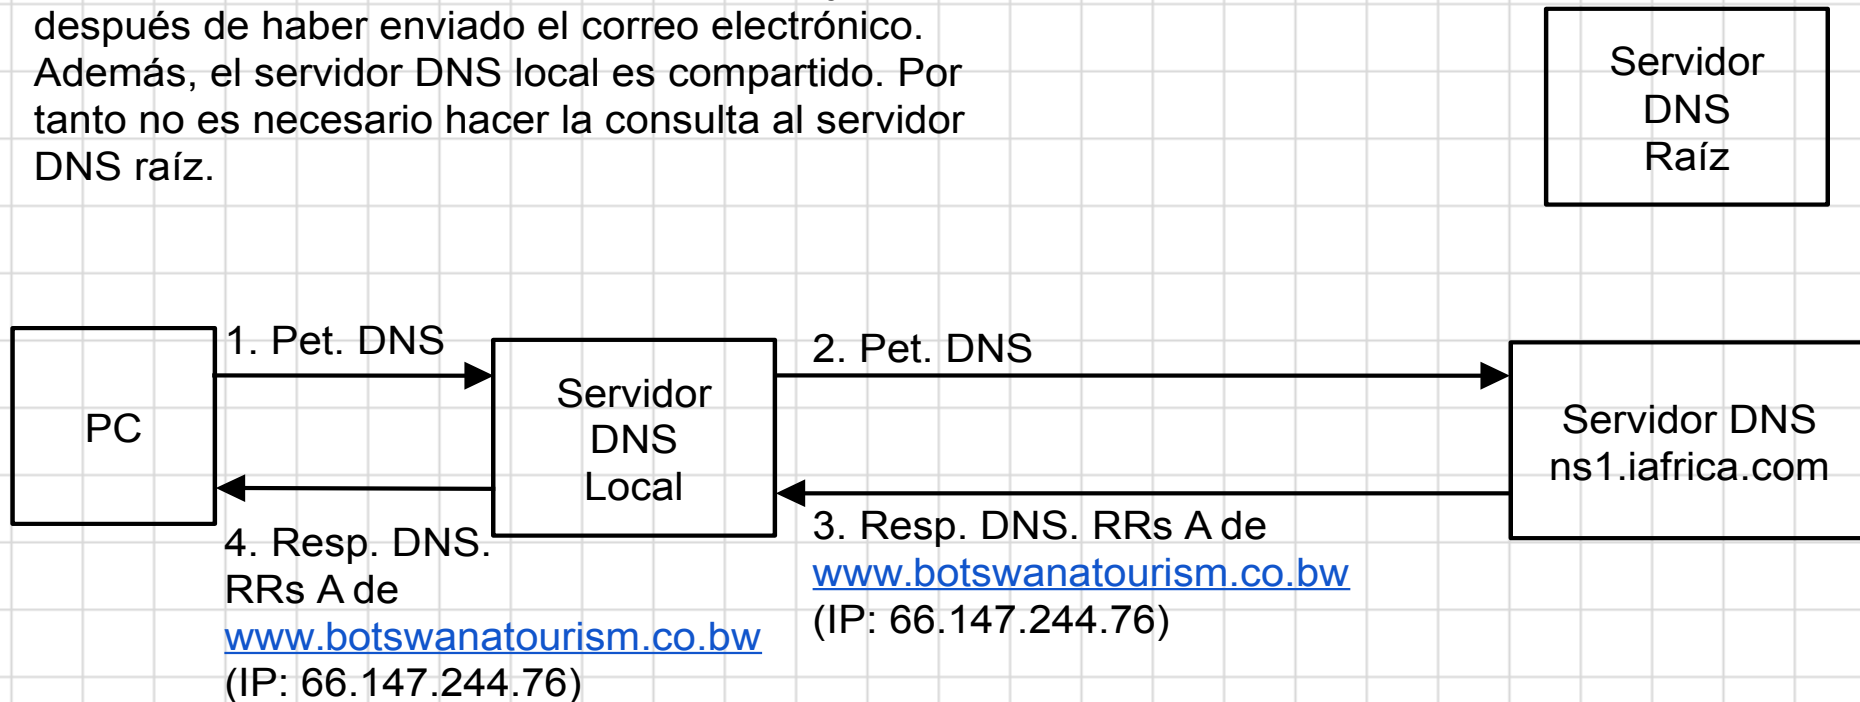 después de haber enviado el correo electrónico.
Además, el servidor DNS local es compartido. Por
tanto no es necesario hacer la consulta al servidor
DNS raíz.
Servidor
DNS
Raíz
1. Pet. DNS
2. Pet. DNS
PC
Servidor
DNS
Local
Servidor DNS
ns1.iafrica.com
3. Resp. DNS. RRs A de
www.botswanatourism.co.bw
(IP: 66.147.244.76)
4. Resp. DNS.
RRs A de
www.botswanatourism.co.bw
(IP: 66.147.244.76)